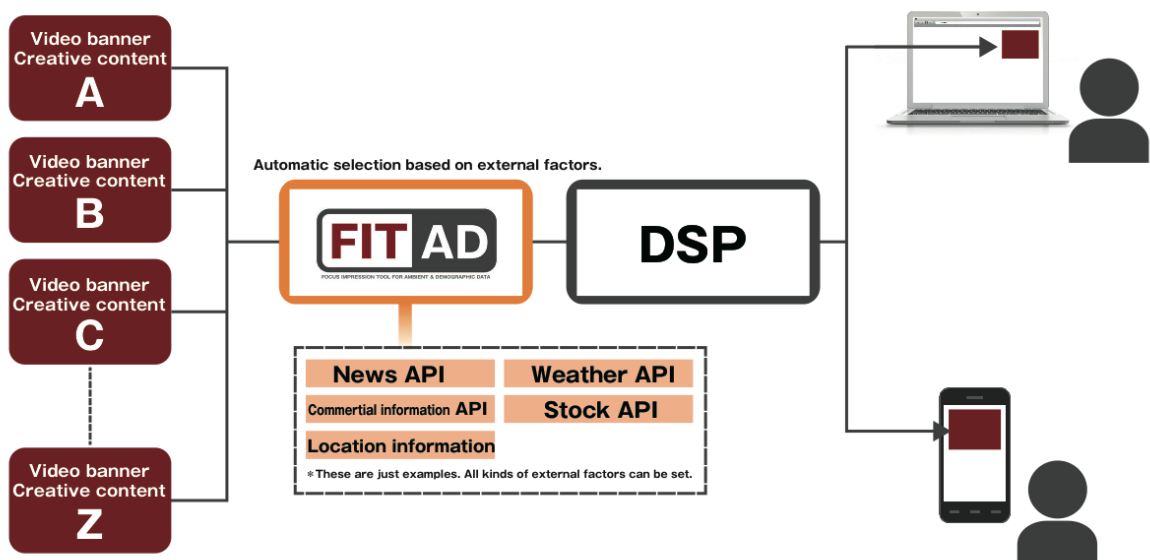 Video banner
Creative content
A
Video banner
Creative content
B
Video banner
Creative content
C
Video banner
Creative content
Z
Automatic selection based on external factors.
FIT AD
FOCUS IMPRESSION TOOL FOR AMBIENT & DEMOGRAPHIC DATA
DSP
News API
Weather API
Commertial information API
Stock API
Location information
*These are just examples. All kinds of external factors can be set.